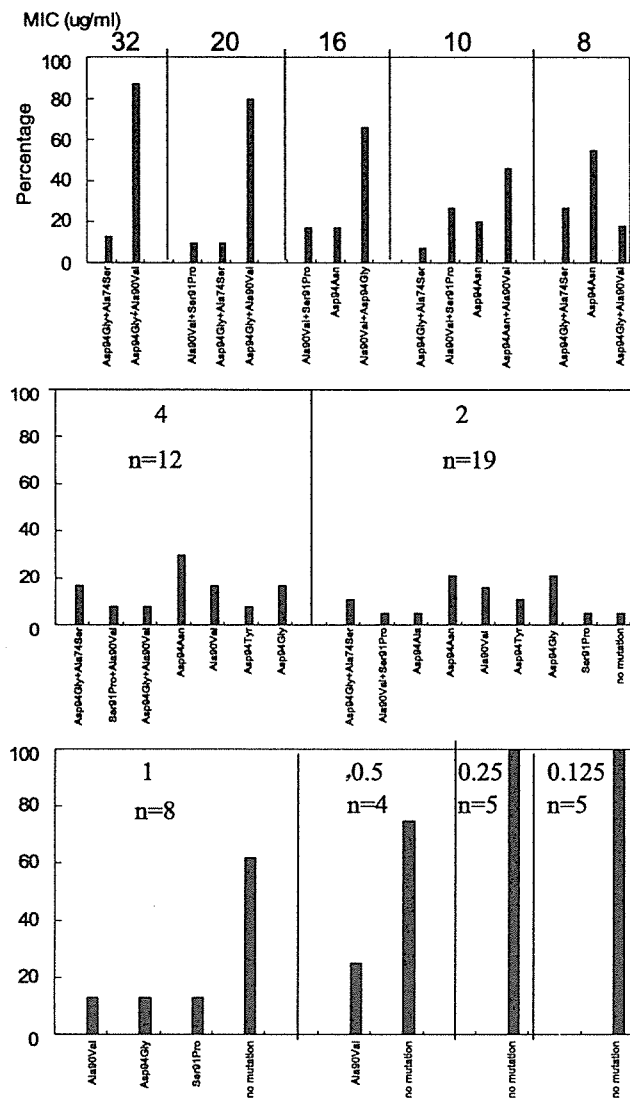 MIC (ug/ml)
32 20 16 10 8
Percentage
100
80
60
40
20
0
Asp94Gly+Ala74Ser
Asp94Gly+Ala90Val
Ala90Val+Ser91Pro
Asp94Gly+Ala74Ser
Asp94Gly+Ala90Val
Ala90Val+Ser91Pro
Asp94Asn
Ala90Val+Asp94Gly
Asp94Gly+Ala74Ser
Ala90Val+Ser91Pro
Asp94Asn
Asp94Asn+Ala90Val
Asp94Gly+Ala74Ser
Asp94Asn
Asp94Gly+Ala90Val
4 2
n=12 n=19
100
80
60
40
20
0
Asp94Gly+Ala74Ser
Ser91Pro+Ala90Val
Asp94Gly+Ala90Val
Asp94Asn
Ala90Val
Asp94Tyr
Asp94Gly
Asp94Gly+Ala74Ser
Ala90Val+Ser91Pro
Asp94Ala
Asp94Asn
Ala90Val
Asp94Tyr
Asp94Gly
Ser91Pro
no mutation
1 0.5 0.25 0.125
n=8 n=4 n=5 n=5
100
80
60
40
20
0
Ala90Val
Asp94Gly
Ser91Pro
no mutation
Ala90Val
no mutation
no mutation
no mutation